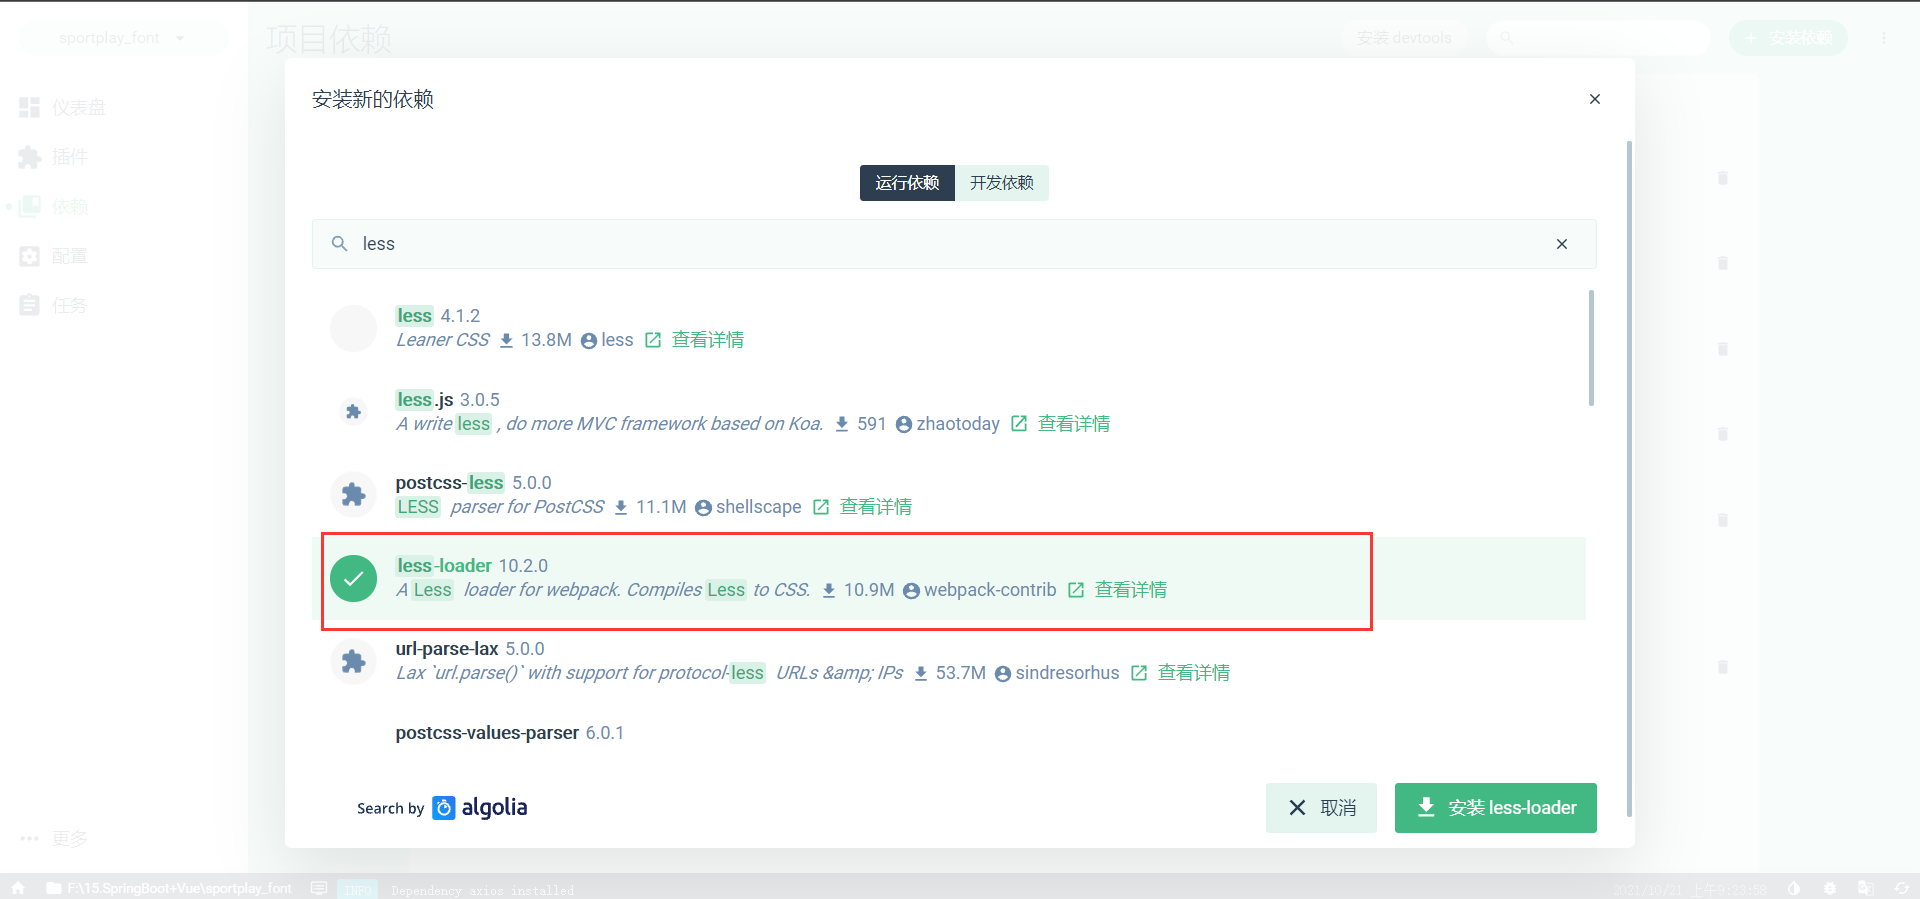 sportplay_font
项目依赖
安装 devtools
安装依赖
仪表盘
插件
依赖
配置
任务
更多
安装新的依赖
运行依赖
开发依赖
less
less 4.1.2
Leaner CSS 13.8M less 查看详情
less.js 3.0.5
A write less , do more MVC framework based on Koa. 591 zhaotoday 查看详情
postcss-less 5.0.0
LESS parser for PostCSS 11.1M shellscape 查看详情
less-loader 10.2.0
A Less loader for webpack. Compiles Less to CSS. 10.9M webpack-contrib 查看详情
url-parse-lax 5.0.0
Lax `url.parse()` with support for protocol-less URLs &amp; IPs 53.7M sindresorhus 查看详情
postcss-values-parser 6.0.1
Search by algolia
取消
安装 less-loader
F:\15.SpringBoot+Vue\sportplay_font
INFO
Dependency axios installed
2021/10/21 上午9:23:58